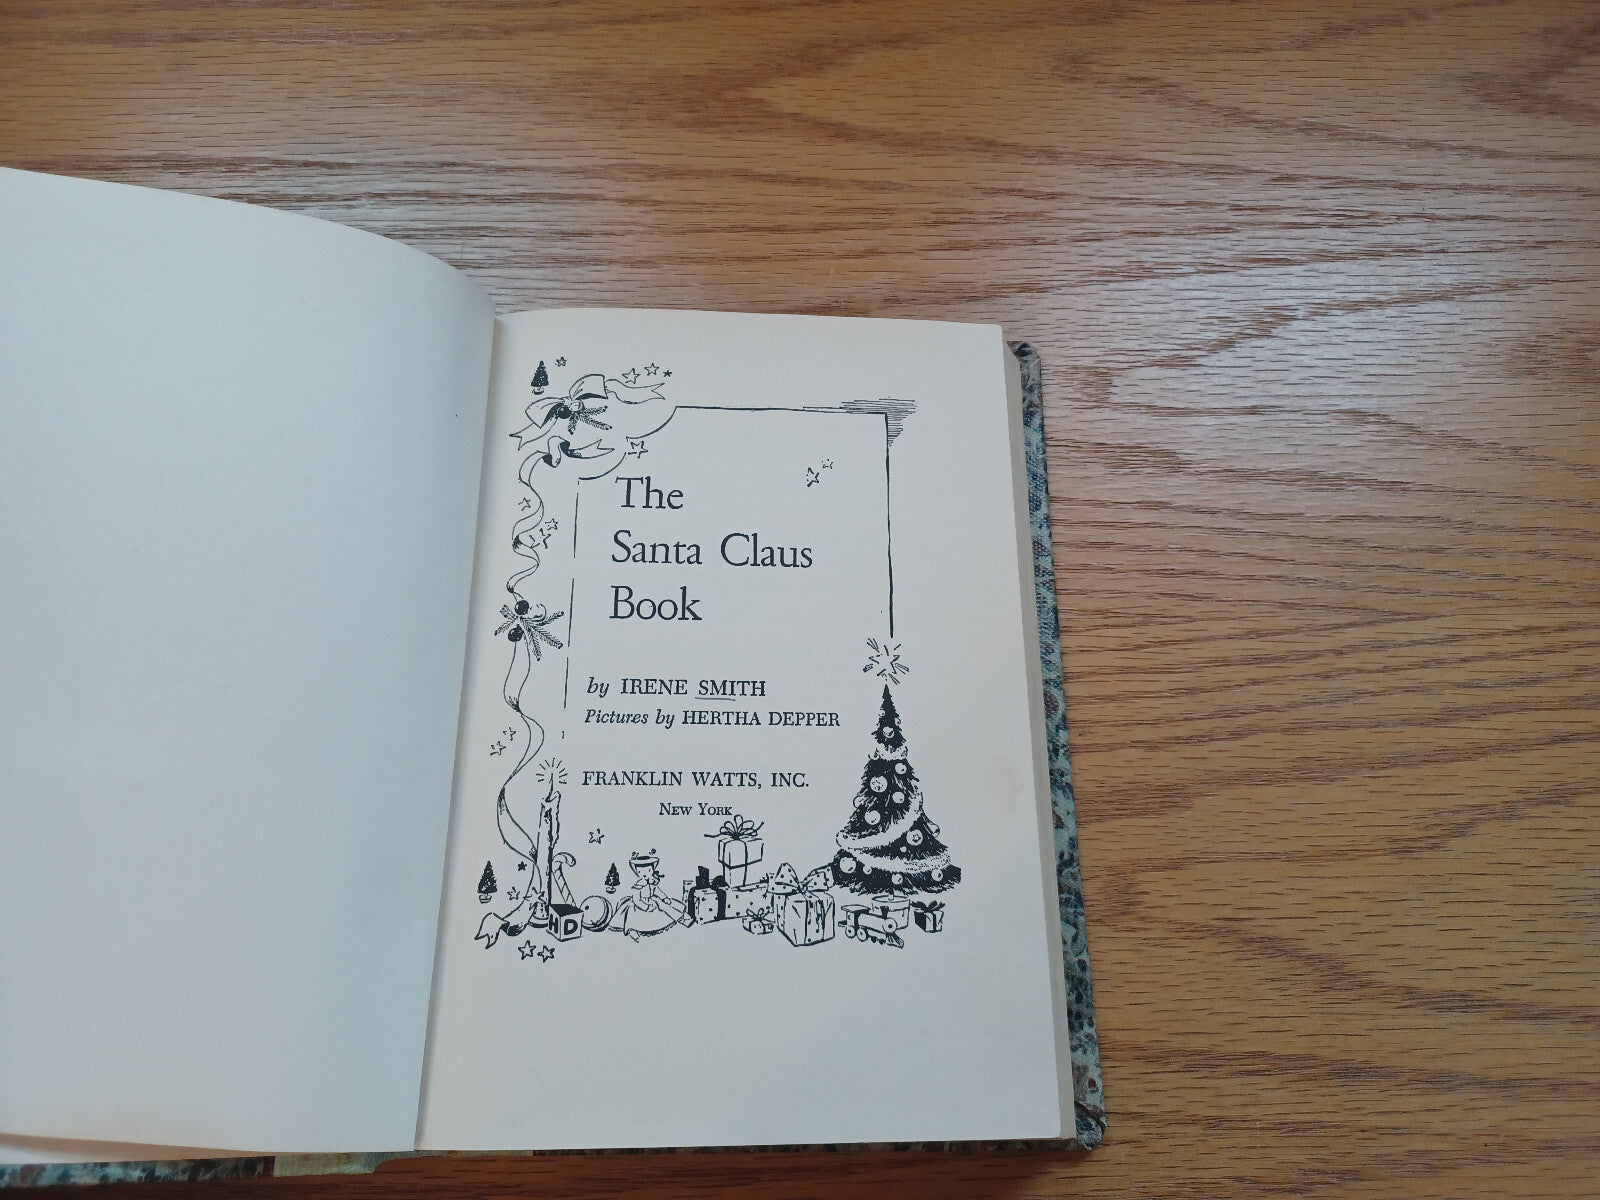 The
Santa Claus
Book
by IRENE SMITH
Pictures by HERTHA DEPPER
FRANKLIN WATTS, INC.
New York
HD